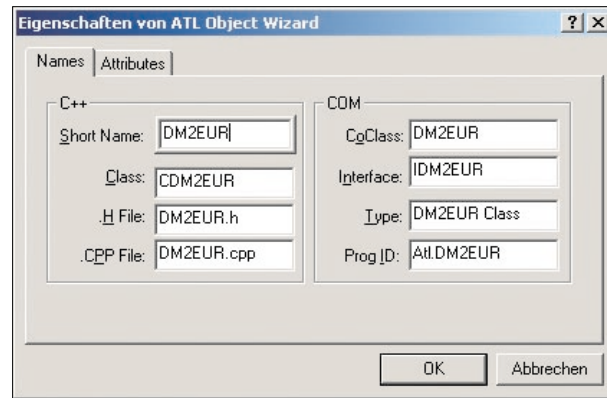 Eigenschaften von ATL Object Wizard
Names
Attributes
C++
Short Name: DM2EUR
Class: CDM2EUR
.H File: DM2EUR.h
.CPP File: DM2EUR.cpp
COM
CoClass: DM2EUR
Interface: IDM2EUR
Type: DM2EUR Class
Prog ID: Atl.DM2EUR
OK
Abbrechen